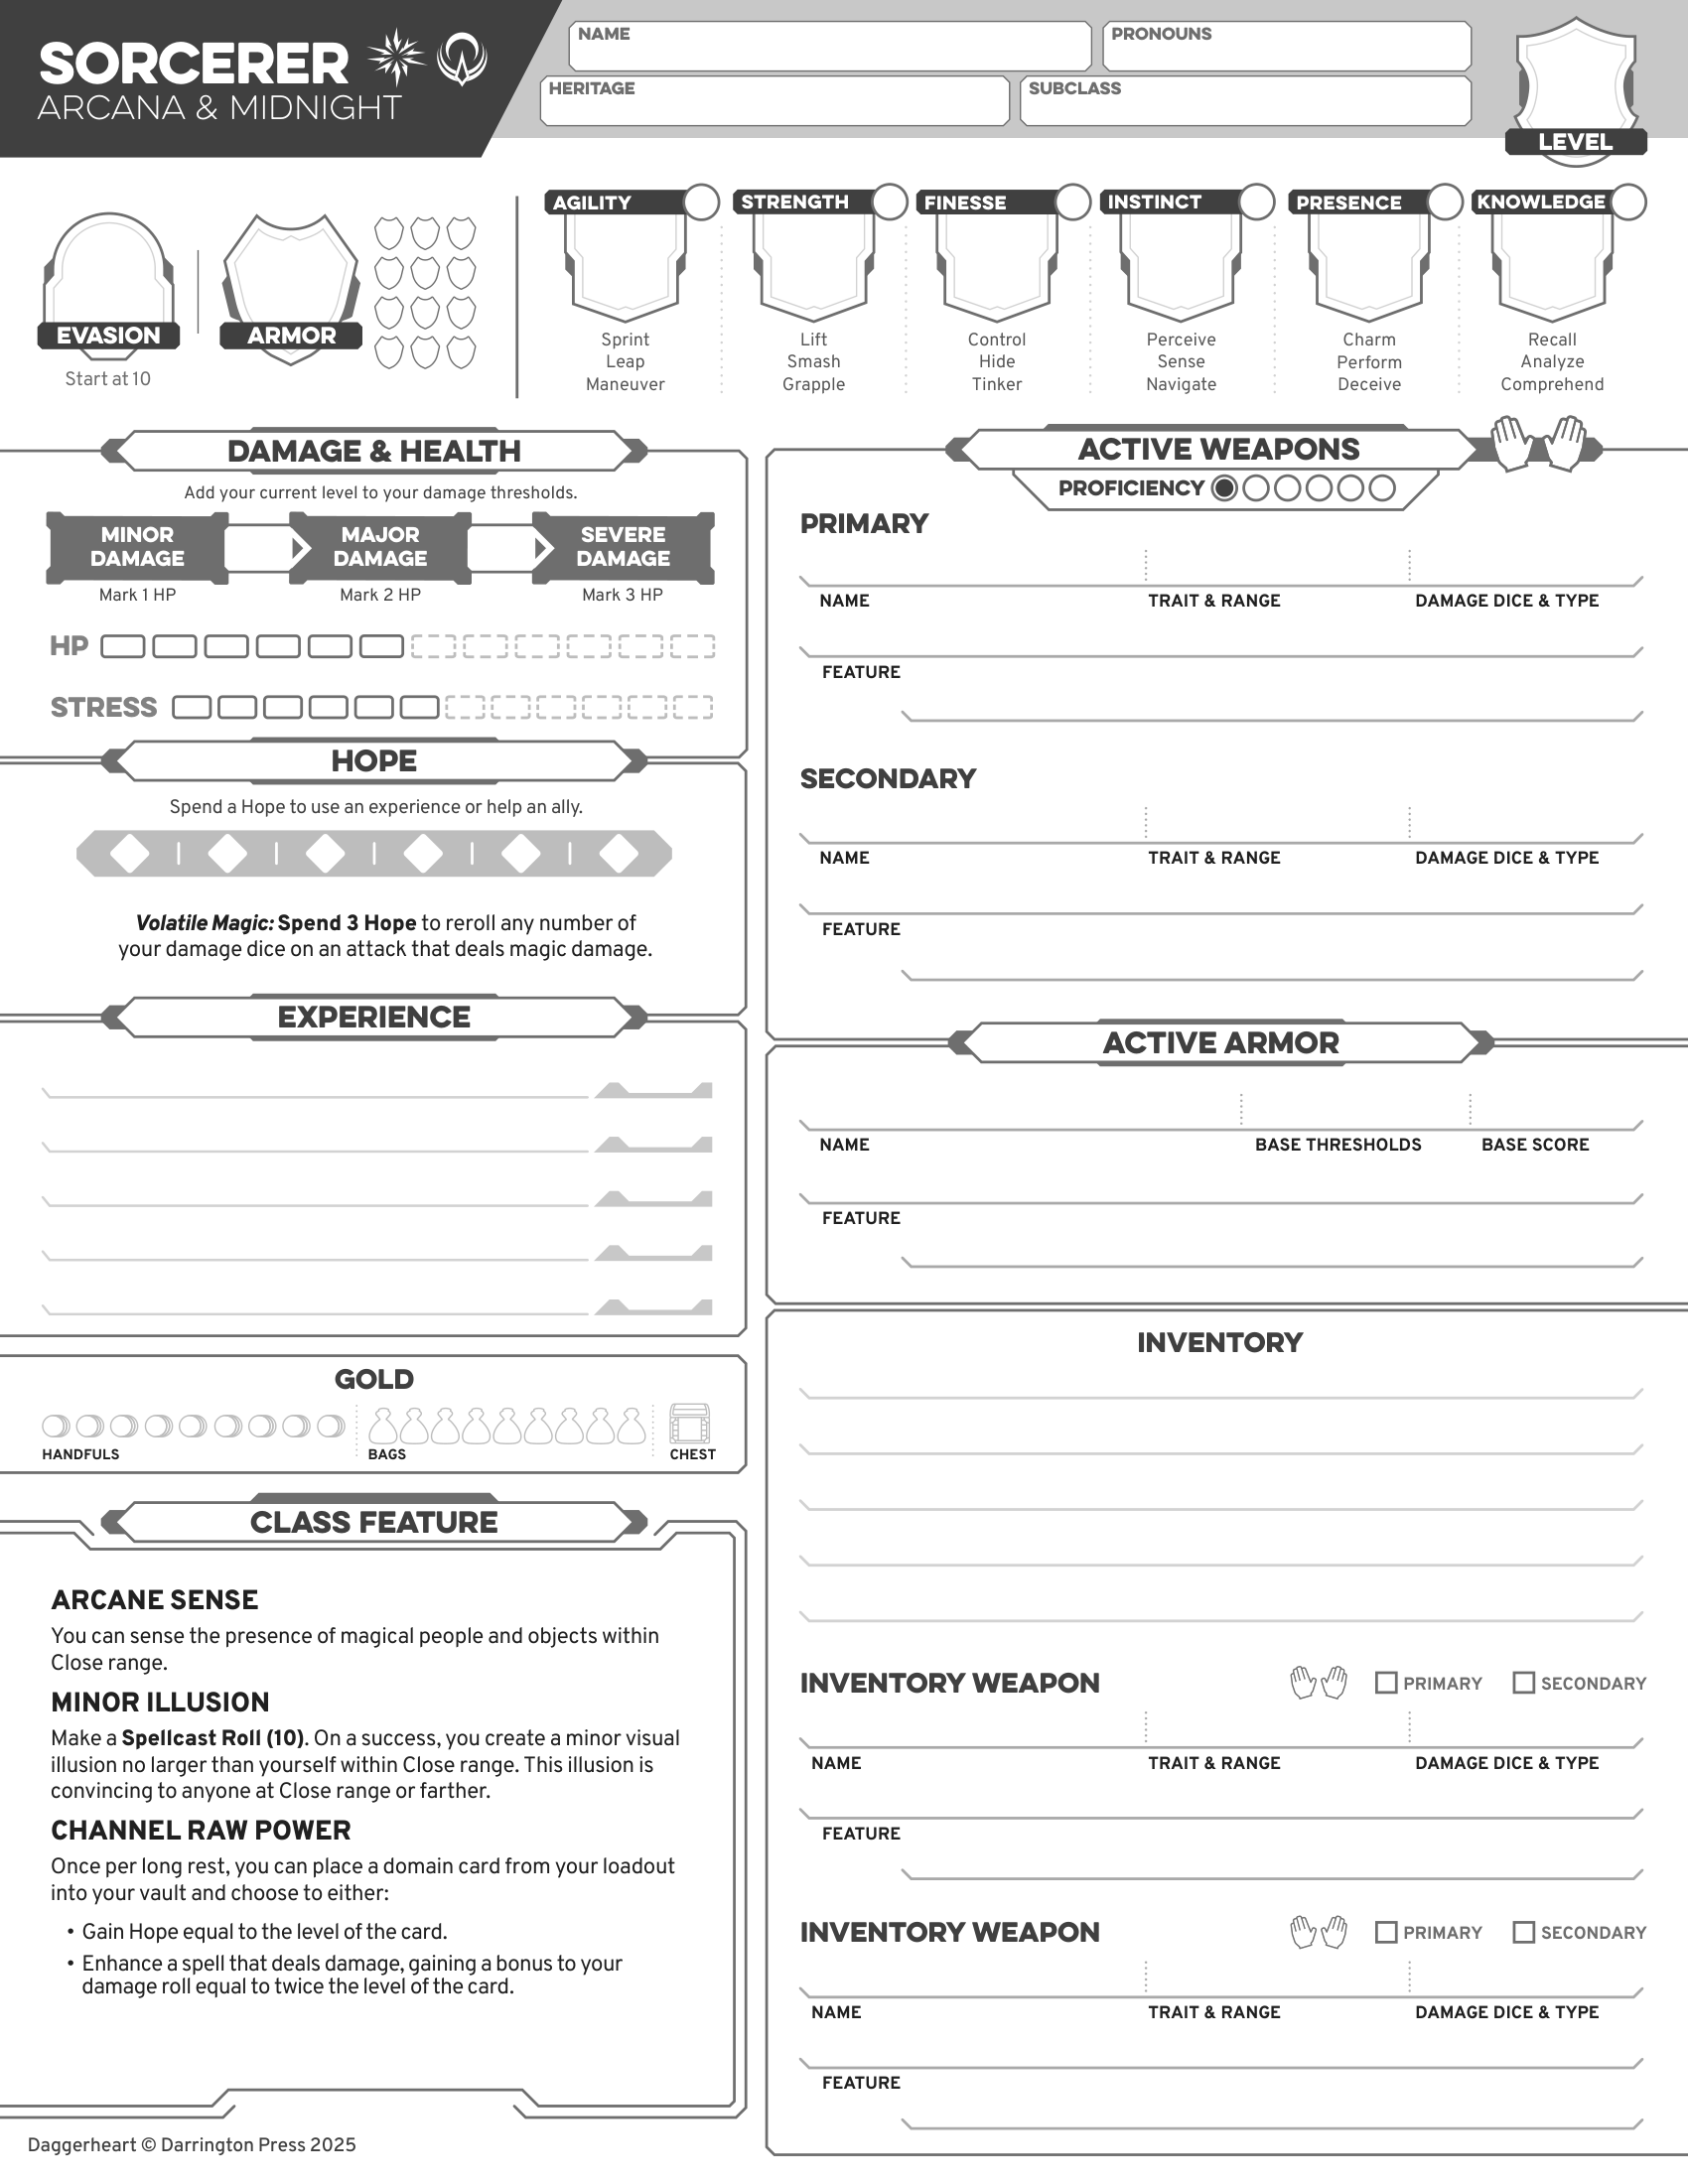 SORCERER
ARCANA & MIDNIGHT
NAME
PRONOUNS
HERITAGE
SUBCLASS
LEVEL
EVASION
Start at 10
ARMOR
AGILITY
Sprint
Leap
Maneuver
STRENGTH
Lift
Smash
Grapple
FINESSE
Control
Hide
Tinker
INSTINCT
Perceive
Sense
Navigate
PRESENCE
Charm
Perform
Deceive
KNOWLEDGE
Recall
Analyze
Comprehend
DAMAGE & HEALTH
Add your current level to your damage thresholds.
MINOR
DAMAGE
Mark 1 HP
MAJOR
DAMAGE
Mark 2 HP
SEVERE
DAMAGE
Mark 3 HP
HP
STRESS
HOPE
Spend a Hope to use an experience or help an ally.
Volatile Magic: Spend 3 Hope to reroll any number of
your damage dice on an attack that deals magic damage.
EXPERIENCE
GOLD
HANDFULS
BAGS
CHEST
CLASS FEATURE
ARCANE SENSE
You can sense the presence of magical people and objects within
Close range.
MINOR ILLUSION
Make a Spellcast Roll (10). On a success, you create a minor visual
illusion no larger than yourself within Close range. This illusion is
convincing to anyone at Close range or farther.
CHANNEL RAW POWER
Once per long rest, you can place a domain card from your loadout
into your vault and choose to either:
• Gain Hope equal to the level of the card.
• Enhance a spell that deals damage, gaining a bonus to your
damage roll equal to twice the level of the card.
Daggerheart © Darrington Press 2025
ACTIVE WEAPONS
PROFICIENCY
PRIMARY
NAME
TRAIT & RANGE
DAMAGE DICE & TYPE
FEATURE
SECONDARY
NAME
TRAIT & RANGE
DAMAGE DICE & TYPE
FEATURE
ACTIVE ARMOR
NAME
BASE THRESHOLDS
BASE SCORE
FEATURE
INVENTORY
INVENTORY WEAPON
PRIMARY
SECONDARY
NAME
TRAIT & RANGE
DAMAGE DICE & TYPE
FEATURE
INVENTORY WEAPON
PRIMARY
SECONDARY
NAME
TRAIT & RANGE
DAMAGE DICE & TYPE
FEATURE